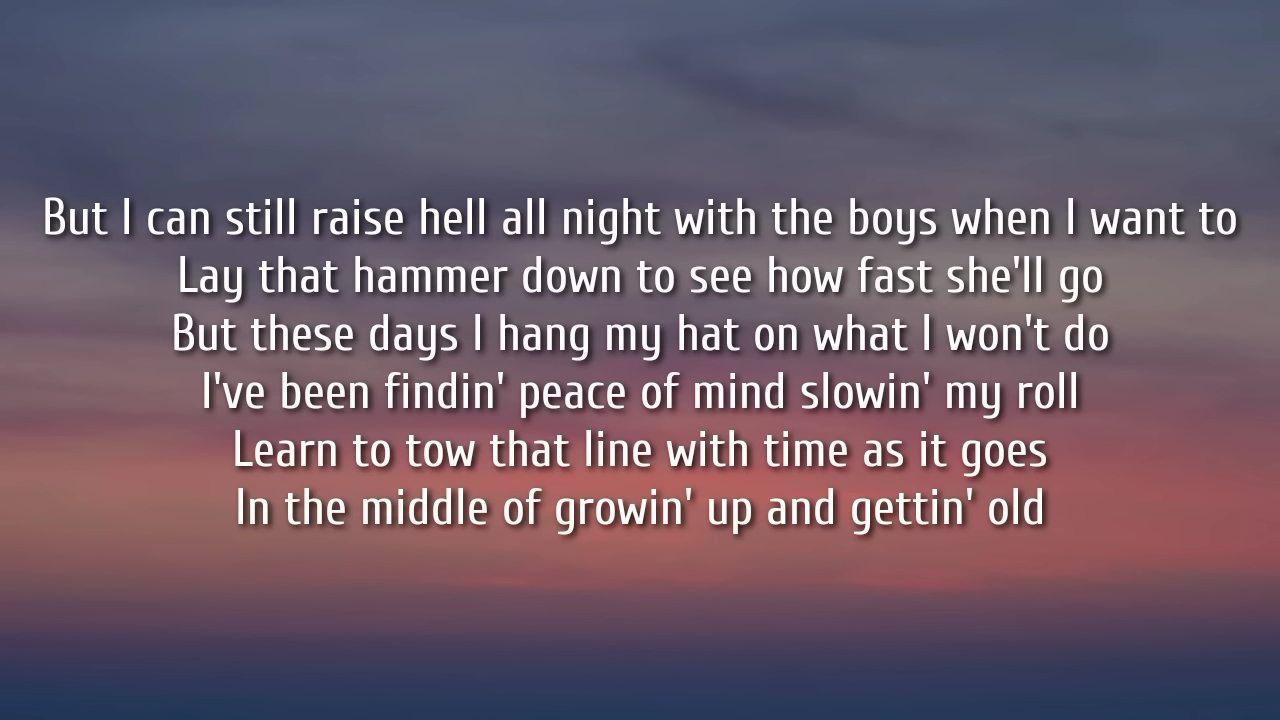 But I can still raise hell all night with the boys when I want to
Lay that hammer down to see how fast she'll go
But these days I hang my hat on what I won't do
I've been findin' peace of mind slowin' my roll
Learn to tow that line with time as it goes
In the middle of growin' up and gettin' old